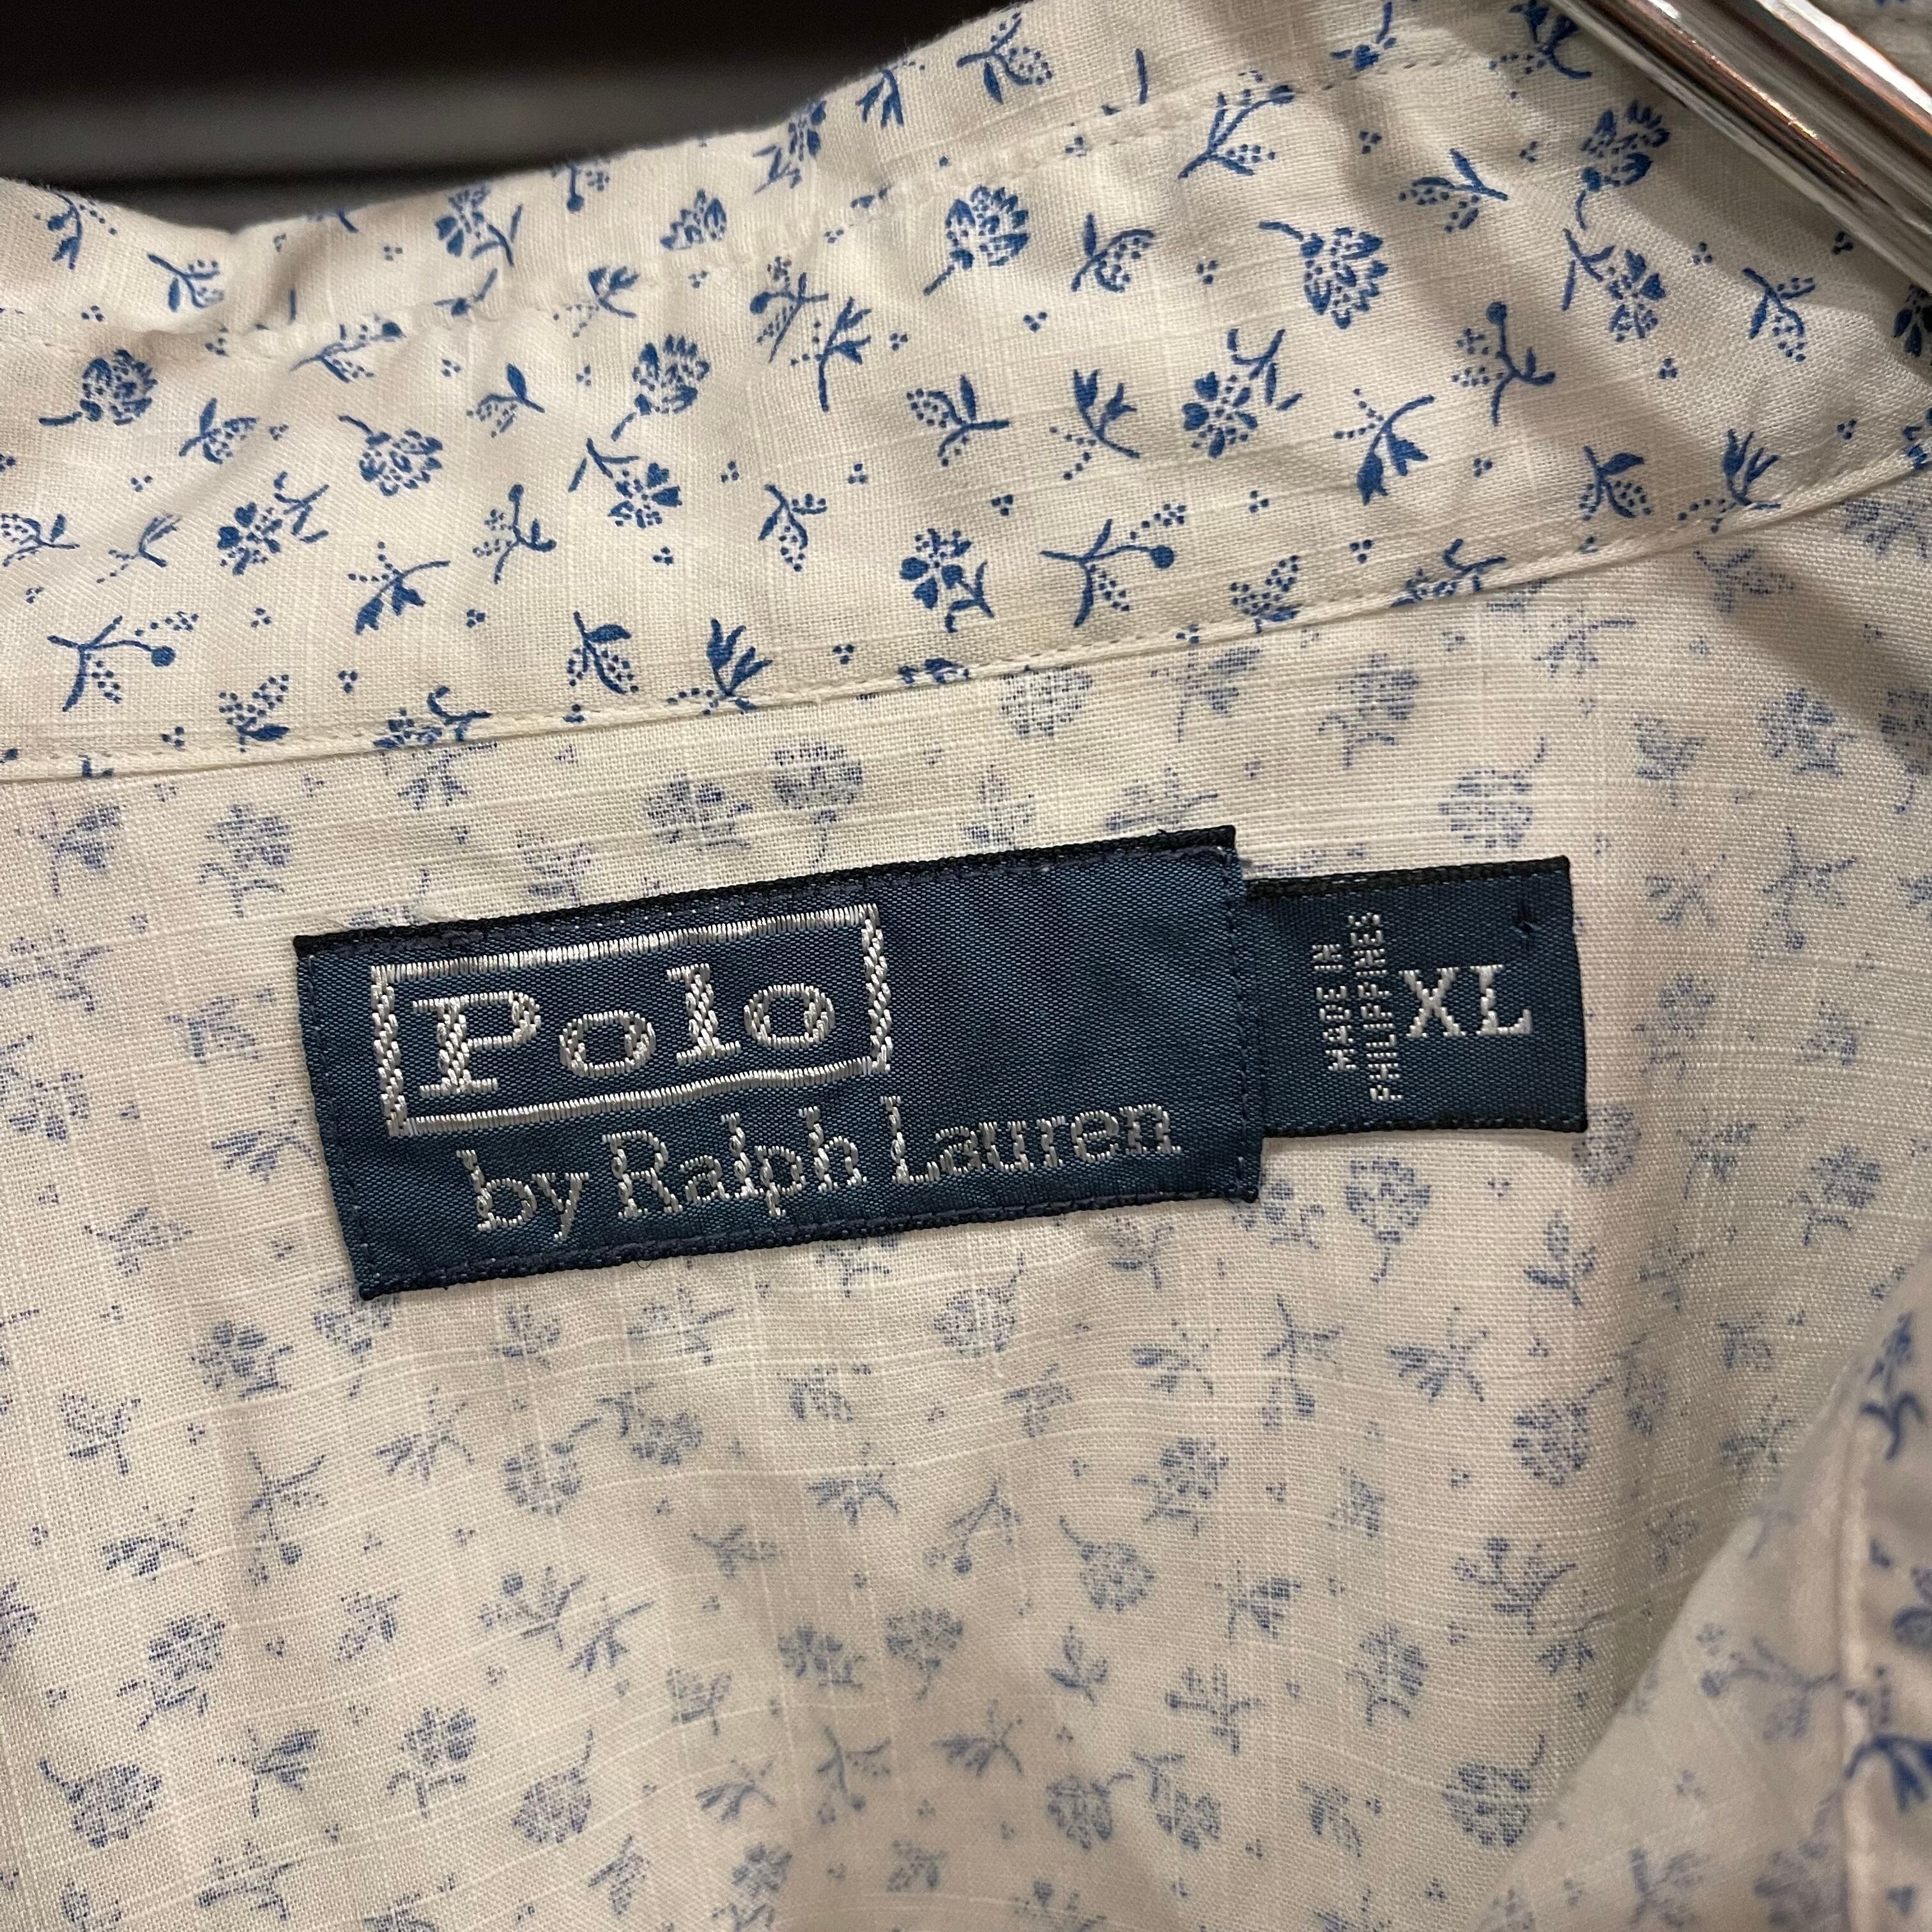 Polo
by Ralph Lauren
MADE IN
PHILIPPINES
XL